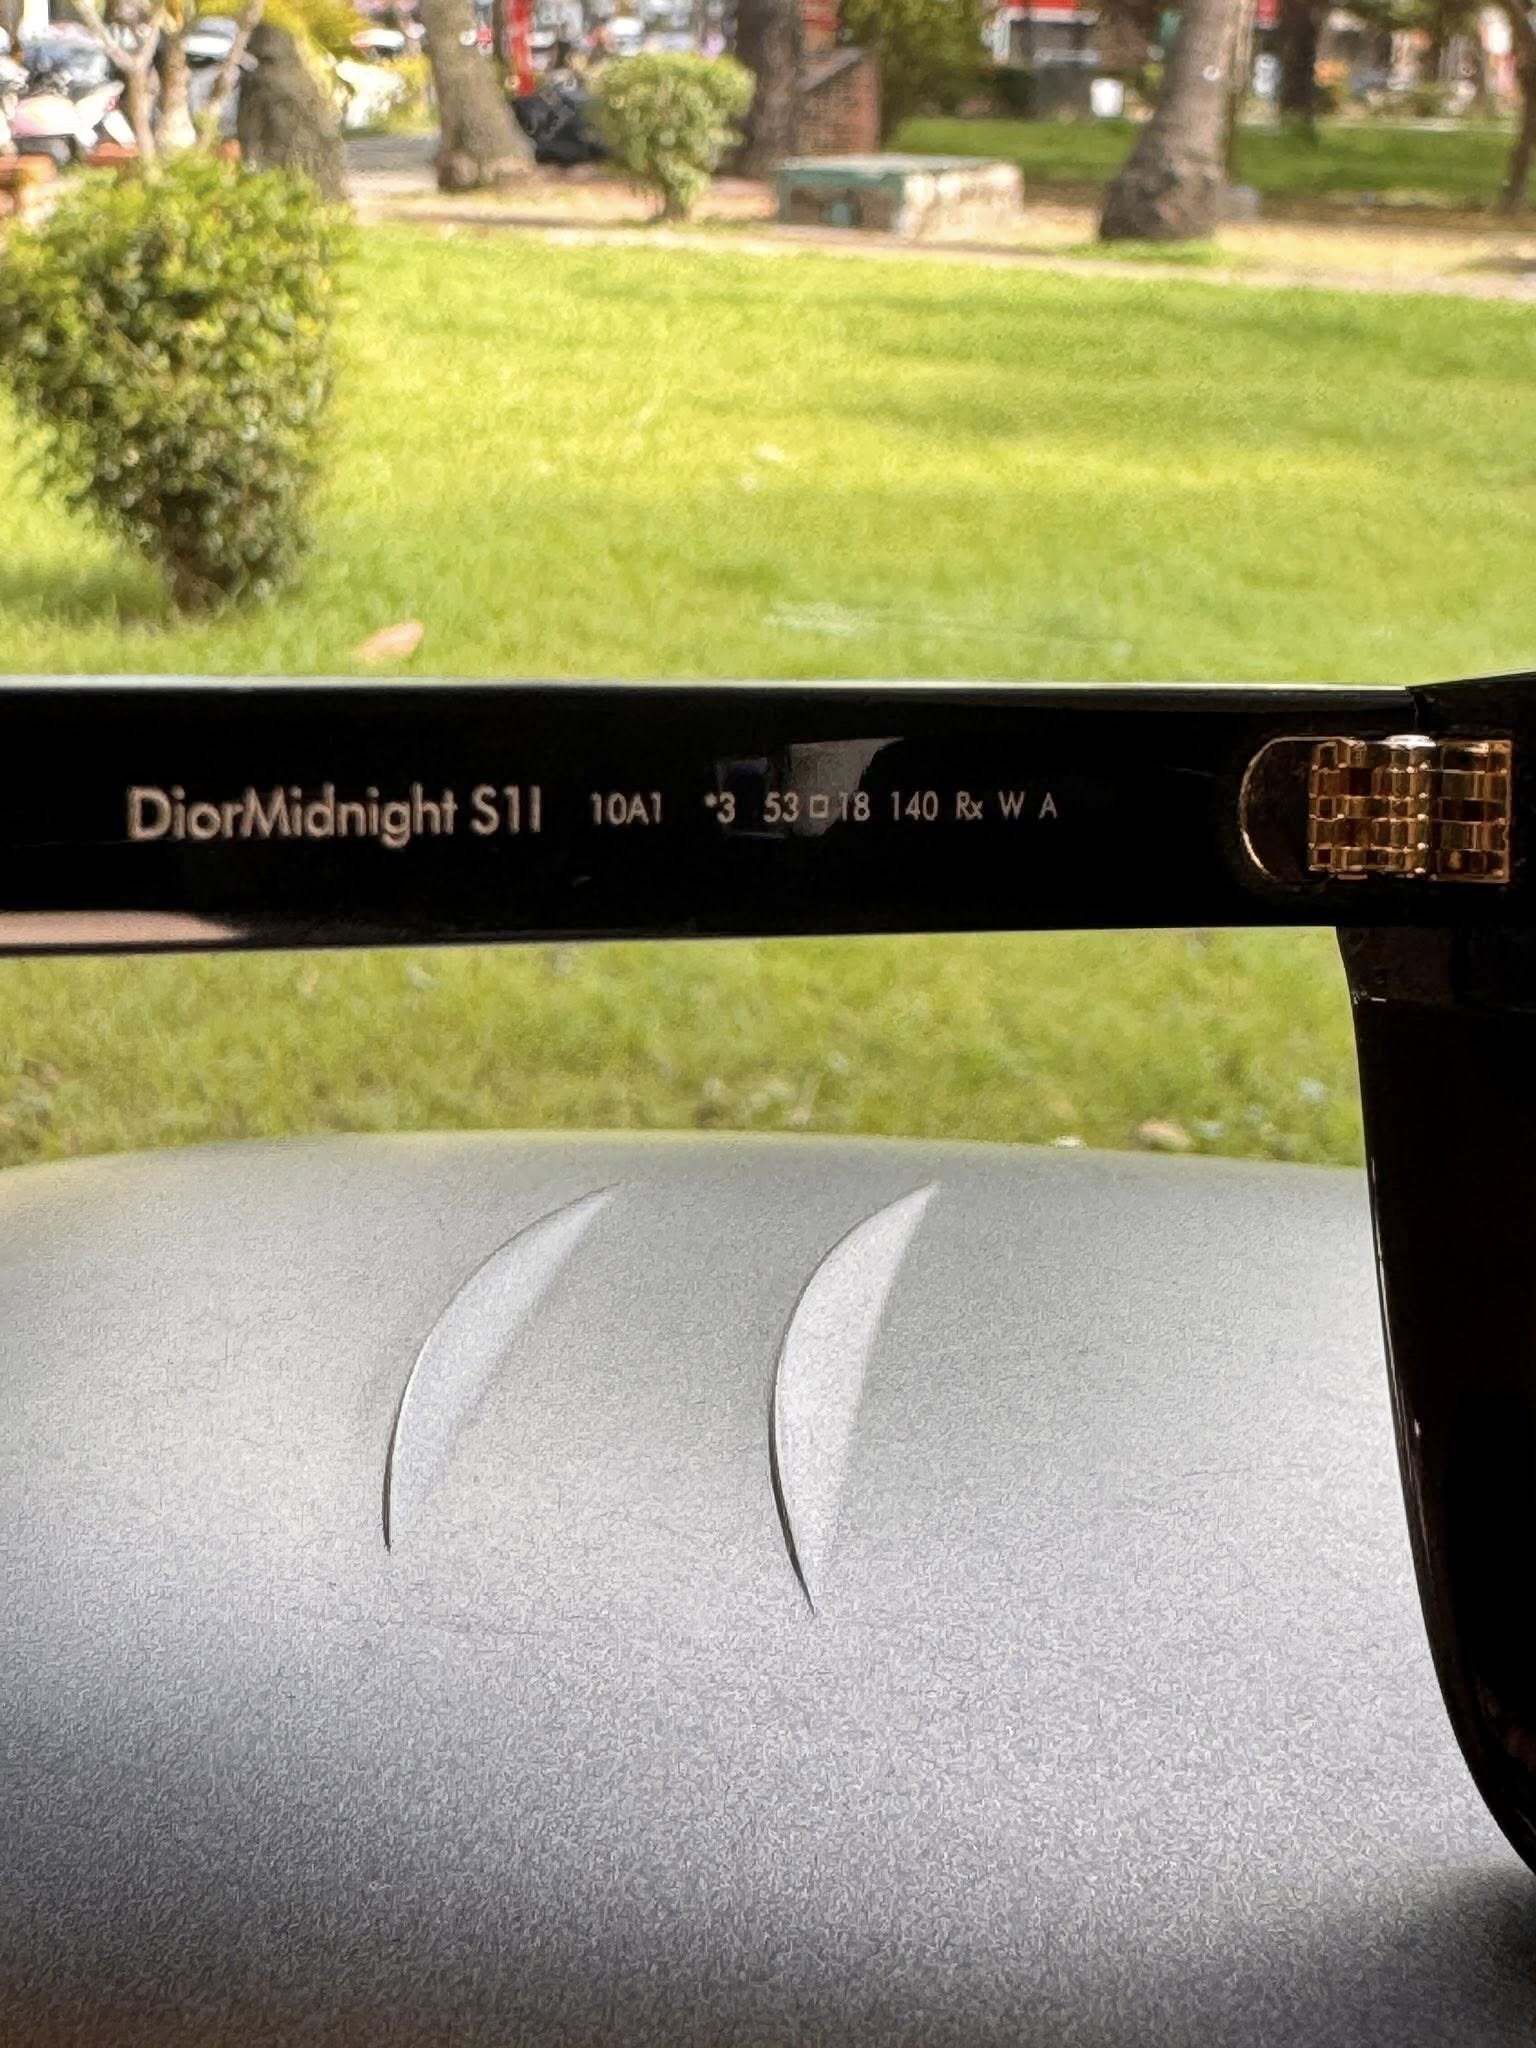 DiorMidnight S1I 10A1 *3 53□18 140 Rx W A